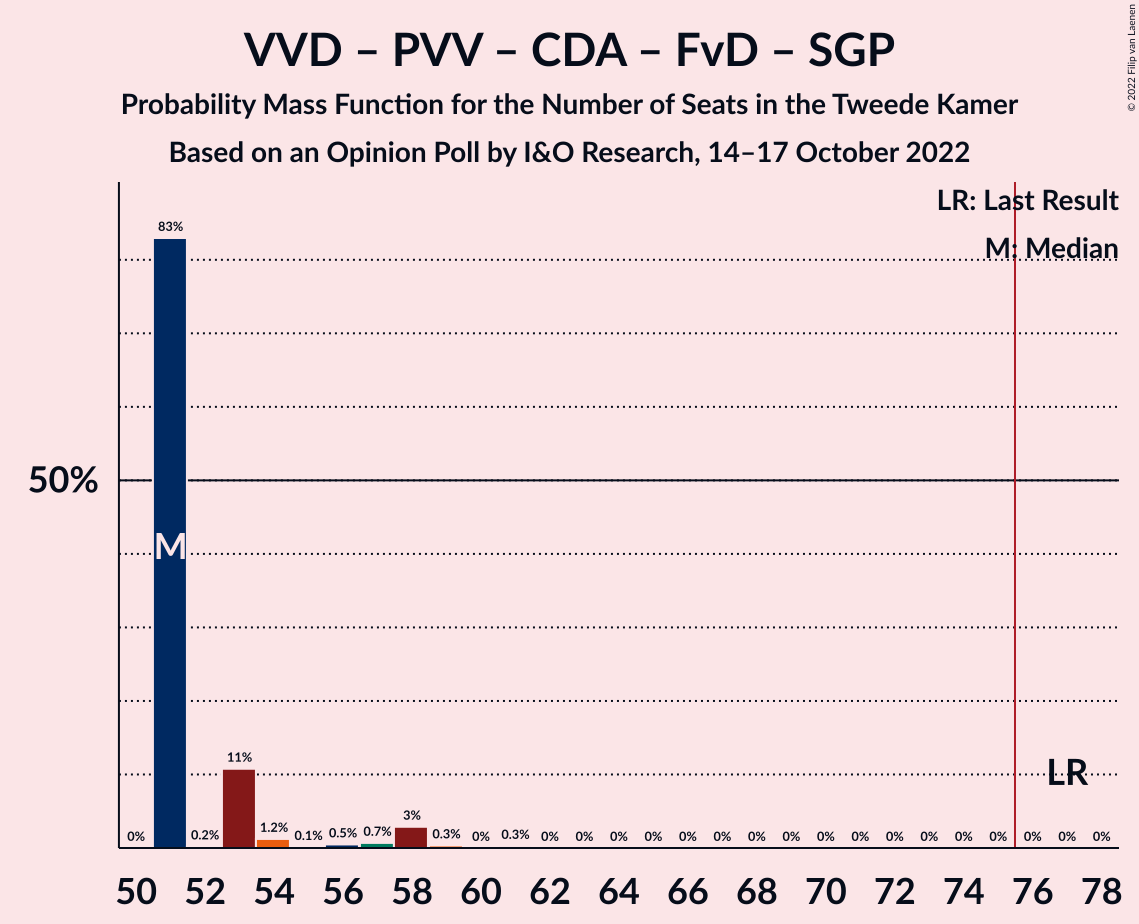 VVD – PVV – CDA – FvD – SGP
Probability Mass Function for the Number of Seats in the Tweede Kamer
Based on an Opinion Poll by I&O Research, 14–17 October 2022
© 2022 Filip van Laenen
LR: Last Result
M: Median
83%
50%
M
11%
LR
3%
0% 0.2% 1.2% 0.1% 0.5% 0.7% 0.3% 0% 0.3% 0% 0% 0% 0% 0% 0% 0% 0% 0% 0% 0% 0% 0% 0% 0% 0% 0%
50 52 54 56 58 60 62 64 66 68 70 72 74 76 78